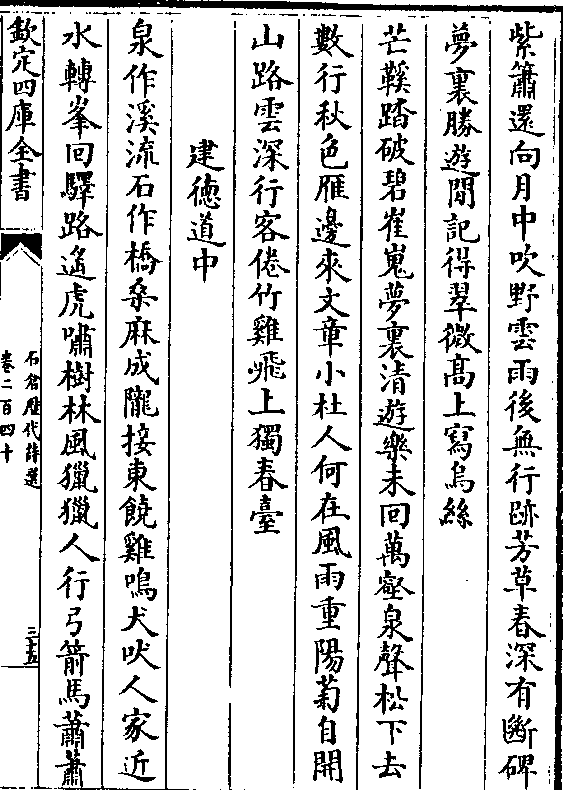 紫簫還向月中吹野雲雨後無行跡芳草春深有斷碑
夢裏勝遊閒記得翠微髙上寫烏絲
芒鞵踏破碧崔嵬夢裏清遊樂未回萬壑泉聲松下去
數行秋色雁邊來文章小杜人何在風雨重陽菊自開
山路雲深行客倦竹雞飛上獨春臺
建德道中
泉作溪流石作橋桑麻成隴接東饒雞鳴犬吠人家近
水轉峯回驛路遙虎嘯樹林風獵獵人行弓箭馬蕭蕭
欽定四庫全書
石倉歴代詩選
卷二百四十
三十五